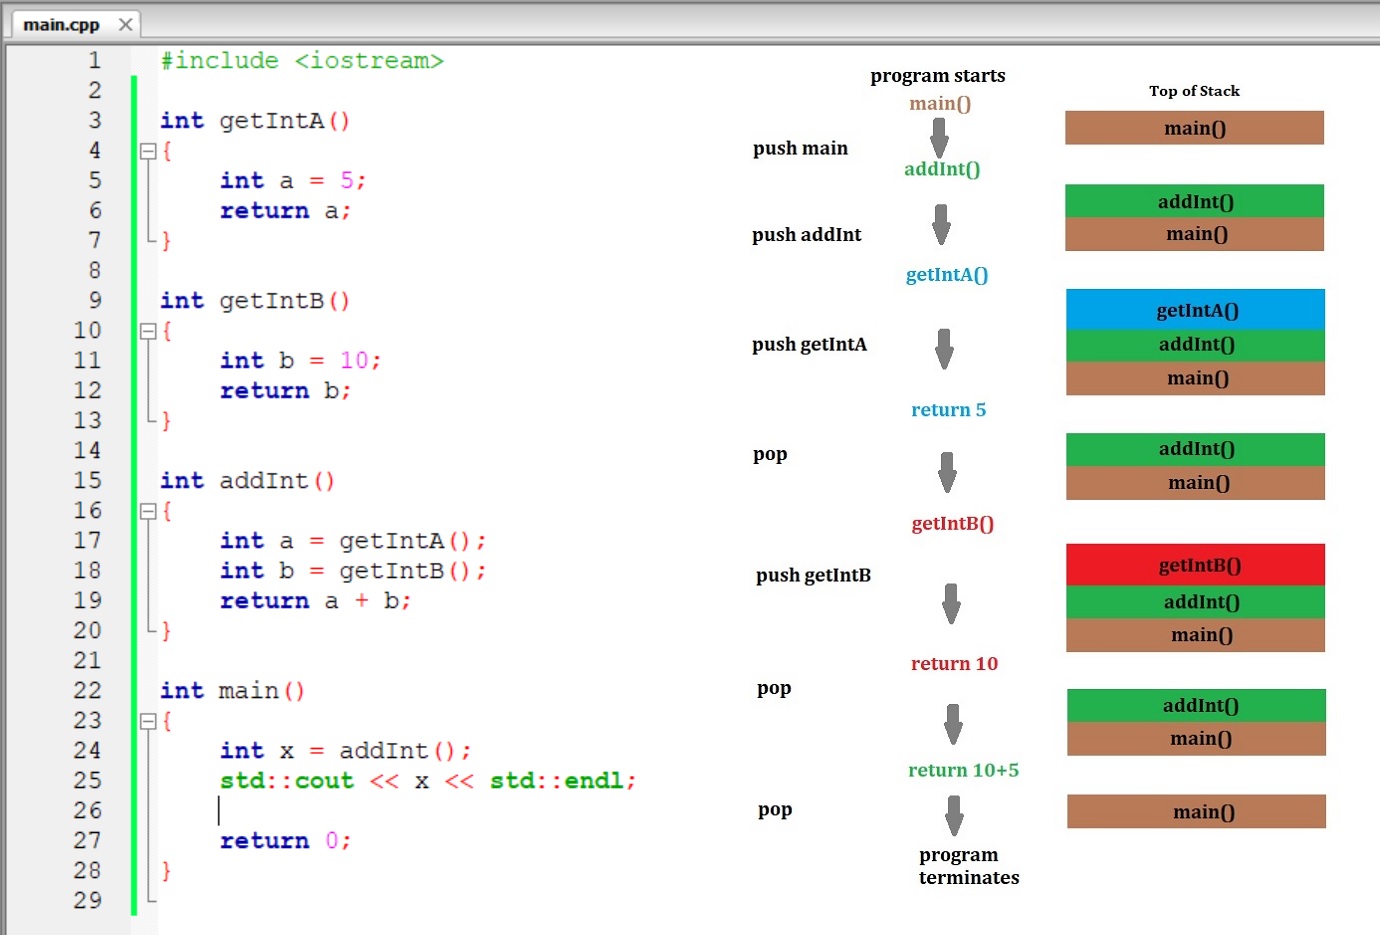 main.cpp
1 #include <iostream>
2
3 int getIntA()
4 {
5 int a = 5;
6 return a;
7 }
8
9 int getIntB()
10 {
11 int b = 10;
12 return b;
13 }
14
15 int addInt()
16 {
17 int a = getIntA();
18 int b = getIntB();
19 return a + b;
20 }
21
22 int main()
23 {
24 int x = addInt();
25 std::cout << x << std::endl;
26
27 return 0;
28 }
29
program starts
main()
push main
addInt()
push addInt
getIntA()
push getIntA
return 5
pop
getIntB()
push getIntB
return 10
pop
return 10+5
pop
program
terminates
Top of Stack
main()
addInt()
main()
getIntA()
addInt()
main()
addInt()
main()
getIntB()
addInt()
main()
addInt()
main()
main()